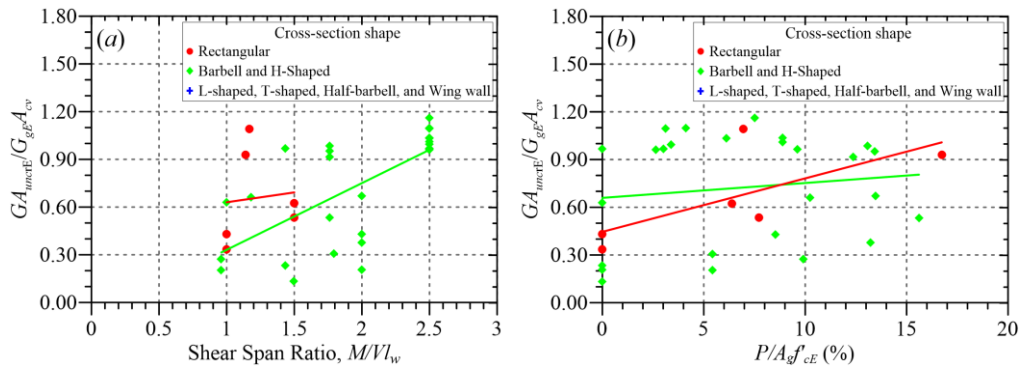 (a)
Cross-section shape
Rectangular
Barbell and H-Shaped
L-shaped, T-shaped, Half-barbell, and Wing wall
GA_uncrE/G_gE A_cv
1.80
1.50
1.20
0.90
0.60
0.30
0.00
0 0.5 1 1.5 2 2.5 3
Shear Span Ratio, M/Vl_w
(b)
Cross-section shape
Rectangular
Barbell and H-Shaped
L-shaped, T-shaped, Half-barbell, and Wing wall
GA_uncrE/G_gE A_cv
1.80
1.50
1.20
0.90
0.60
0.30
0.00
0 5 10 15 20
P/A_g f'_cE (%)